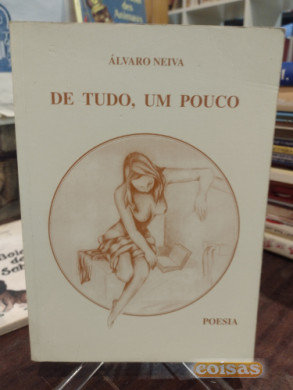 ÁLVARO NEIVA
DE TUDO, UM POUCO
POESIA
coisas